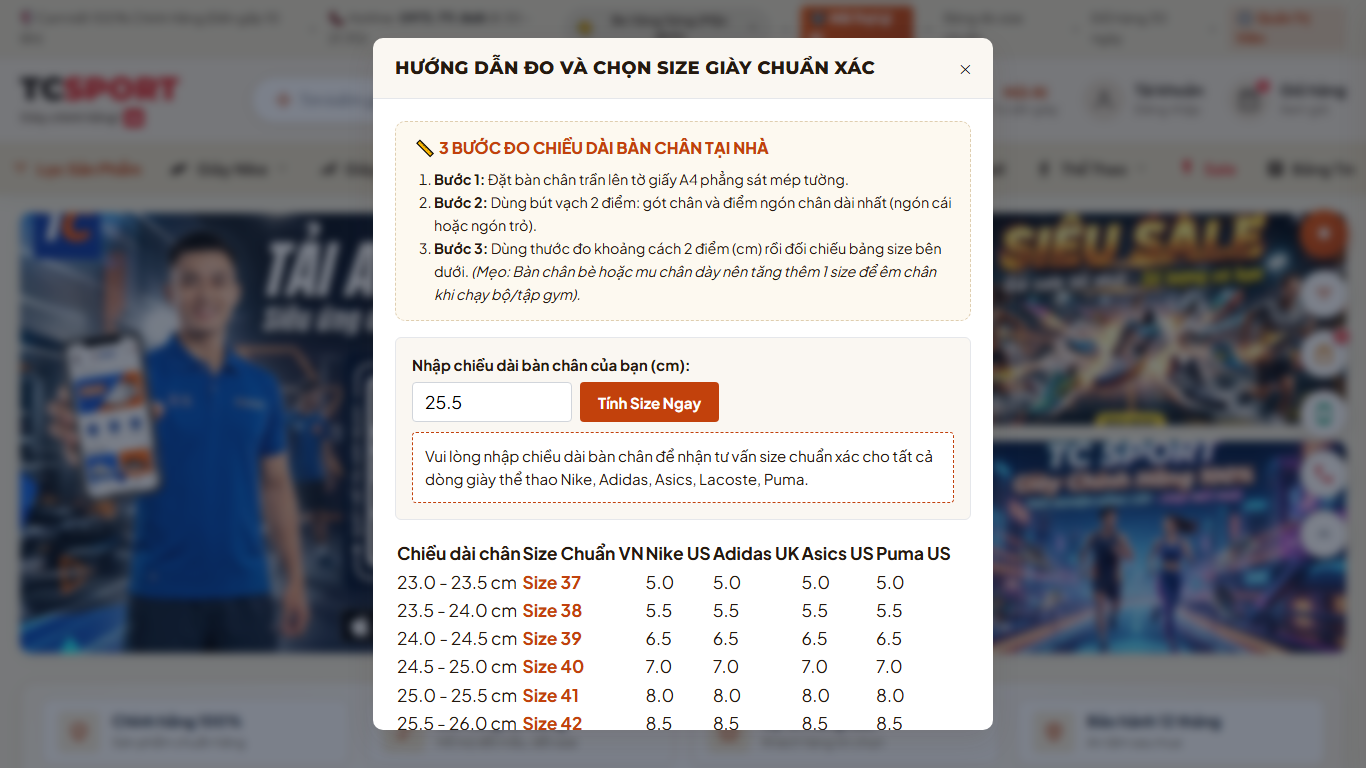 HƯỚNG DẪN ĐO VÀ CHỌN SIZE GIÀY CHUẨN XÁC
×
TCSPORT
3 BƯỚC ĐO CHIỀU DÀI BÀN CHÂN TẠI NHÀ
1. Bước 1: Đặt bàn chân trần lên tờ giấy A4 phẳng sát mép tường.
2. Bước 2: Dùng bút vạch 2 điểm: gót chân và điểm ngón chân dài nhất (ngón cái
hoặc ngón trỏ).
3. Bước 3: Dùng thước đo khoảng cách 2 điểm (cm) rồi đối chiếu bảng size bên
dưới. (Mẹo: Bàn chân bè hoặc mu chân dày nên tăng thêm 1 size để êm chân
khi chạy bộ/tập gym).
TẢI A
SIÊU SALE
Nhập chiều dài bàn chân của bạn (cm):
25.5
Tính Size Ngay
Vui lòng nhập chiều dài bàn chân để nhận tư vấn size chuẩn xác cho tất cả
dòng giày thể thao Nike, Adidas, Asics, Lacoste, Puma.
TC SPORT
Giày Chính Hãng 100%
Chiều dài chân Size Chuẩn VN Nike US Adidas UK Asics US Puma US
23.0 - 23.5 cm Size 37 5.0 5.0 5.0 5.0
23.5 - 24.0 cm Size 38 5.5 5.5 5.5 5.5
24.0 - 24.5 cm Size 39 6.5 6.5 6.5 6.5
24.5 - 25.0 cm Size 40 7.0 7.0 7.0 7.0
25.0 - 25.5 cm Size 41 8.0 8.0 8.0 8.0
25.5 - 26.0 cm Size 42 8.5 8.5 8.5 8.5